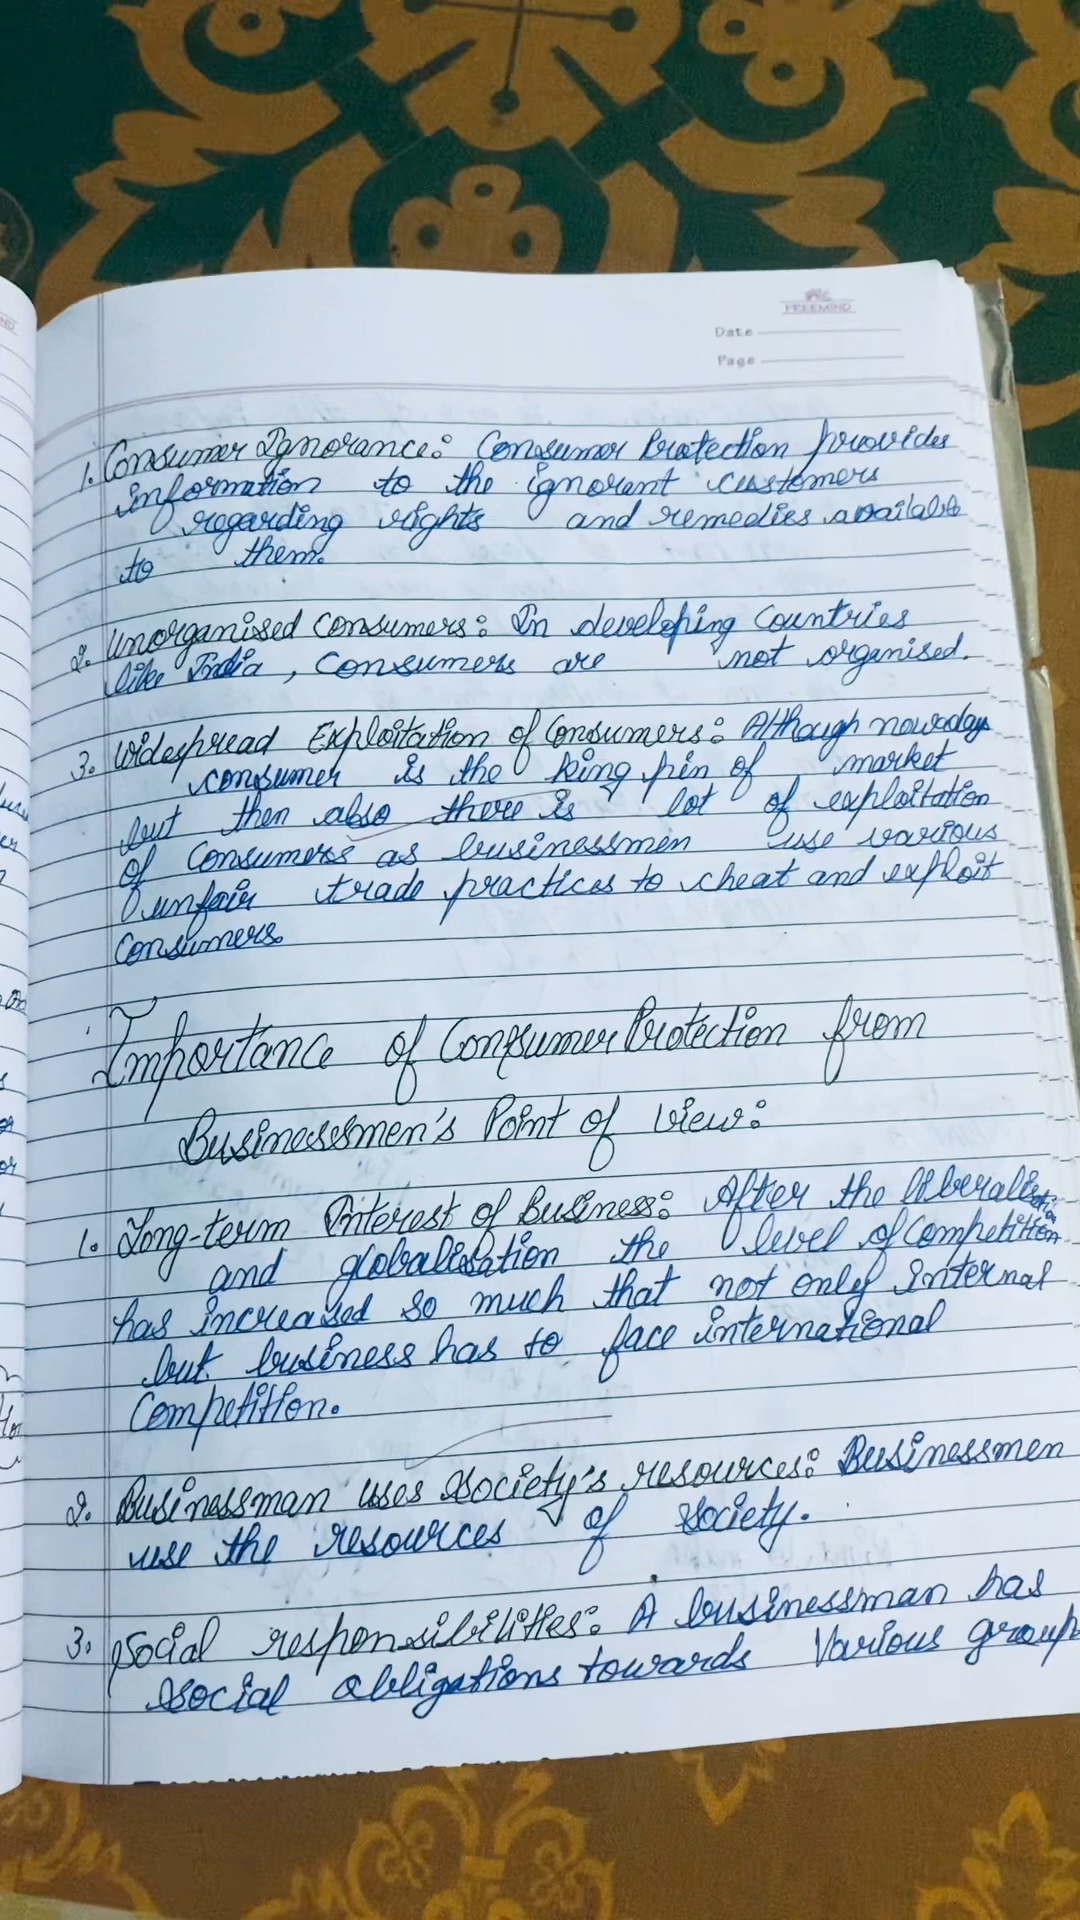 FREEMIND
Date
Page
1. Consumer Ignorance: Consumer Protection provides
information to the ignorant customers
regarding rights and remedies available
to them.
2. Unorganised Consumers: In developing Countries
like India, Consumers are not organised.
3. Widespread Exploitation of Consumers: Although nowadays
consumer is the king pin of market
but then also there is lot of exploitation
of Consumers as businessmen use various
unfair trade practices to cheat and exploit
Consumers.
Importance of Consumer Protection from
Businessmen's Point of view:
1. Long-term Interest of Business: After the liberalisation
and globalisation the level of Competition
has increased so much that not only internal
but business has to face international
Competition.
2. Businessman uses society's resources: Businessmen
use the resources of society.
3. Social responsibilities: A businessman has
social obligations towards various group